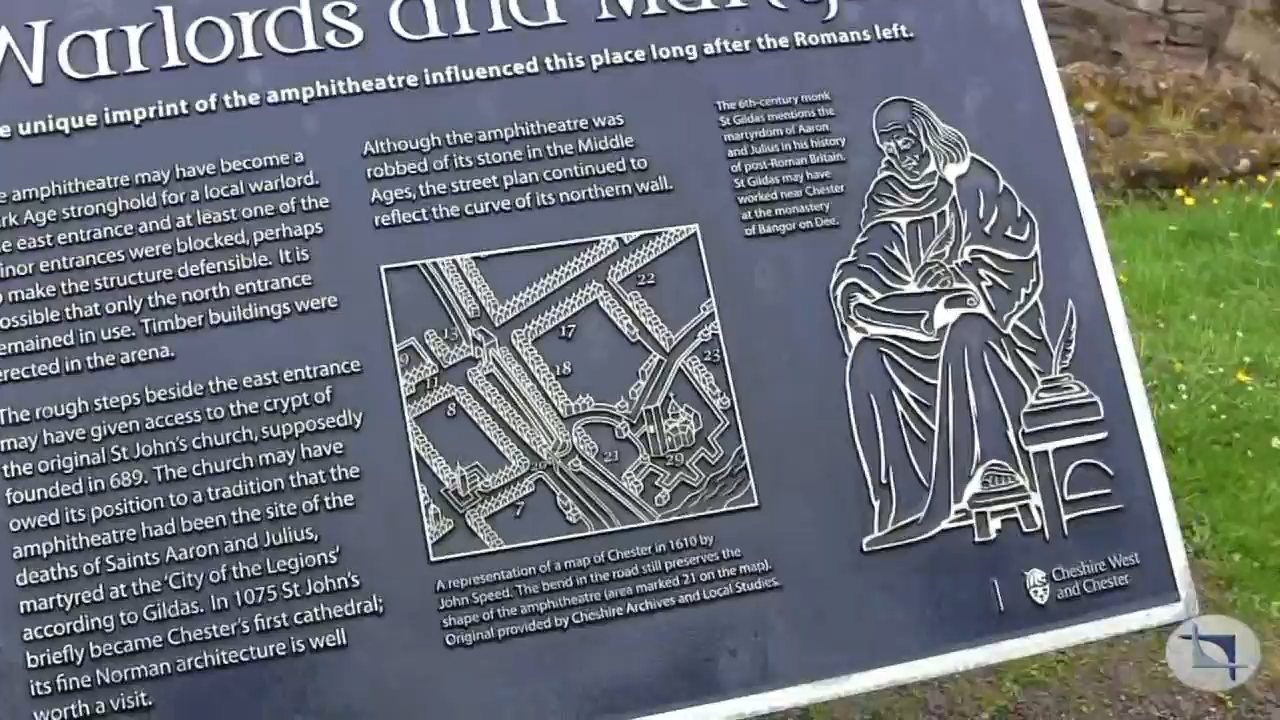 Warlords and
e unique imprint of the amphitheatre influenced this place long after the Romans left.
e amphitheatre may have become a
rk Age stronghold for a local warlord.
e east entrance and at least one of the
inor entrances were blocked, perhaps
o make the structure defensible. It is
ossible that only the north entrance
emained in use. Timber buildings were
erected in the arena.
The rough steps beside the east entrance
may have given access to the crypt of
the original St John's church, supposedly
founded in 689. The church may have
owed its position to a tradition that the
amphitheatre had been the site of the
deaths of Saints Aaron and Julius,
martyred at the 'City of the Legions'
according to Gildas. In 1075 St John's
briefly became Chester's first cathedral;
its fine Norman architecture is well
worth a visit.
Although the amphitheatre was
robbed of its stone in the Middle
Ages, the street plan continued to
reflect the curve of its northern wall.
22
13
17
9
23
11
18
8
21
29
7
A representation of a map of Chester in 1610 by
John Speed. The bend in the road still preserves the
shape of the amphitheatre (area marked 21 on the map).
Original provided by Cheshire Archives and Local Studies.
The 6th-century monk
St Gildas mentions the
martyrdom of Aaron
and Julius in his history
of post-Roman Britain.
St Gildas may have
worked near Chester
at the monastery
of Bangor on Dee.
Cheshire West
and Chester